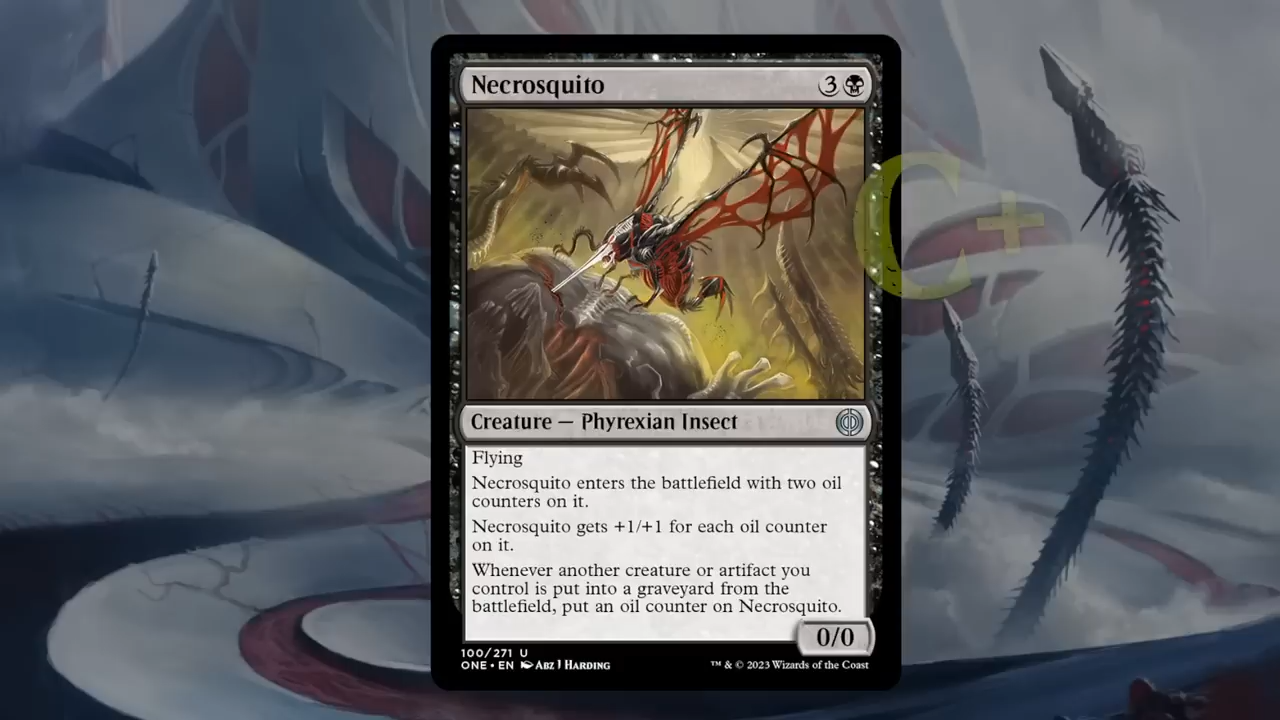 Necrosquito 3
C+
Creature — Phyrexian Insect
Flying
Necrosquito enters the battlefield with two oil
counters on it.
Necrosquito gets +1/+1 for each oil counter
on it.
Whenever another creature or artifact you
control is put into a graveyard from the
battlefield, put an oil counter on Necrosquito.
0/0
100/271 U
ONE • EN Abz J Harding
™ & © 2023 Wizards of the Coast